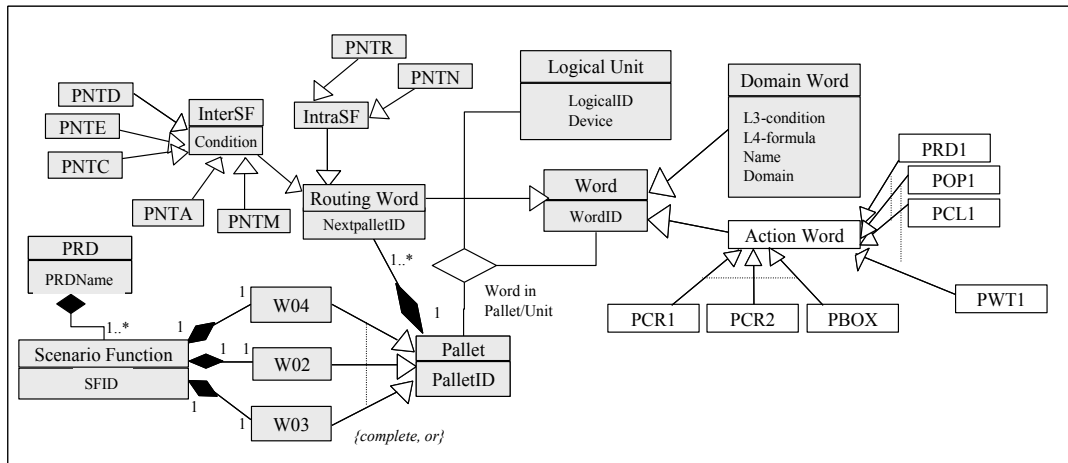 PNTR
PNTN
PNTD
PNTE
PNTC
InterSF
Condition
IntraSF
PNTA
PNTM
Logical Unit
LogicalID
Device
Domain Word
L3-condition
L4-formula
Name
Domain
PRD1
POP1
PCL1
Routing Word
NextpalletID
Word
WordID
Action Word
PWT1
PRD
PRDName
1..*
1..*
Word in
Pallet/Unit
PCR1
PCR2
PBOX
Scenario Function
SFID
1
1
W04
1
1
1
W02
1
1
W03
Pallet
PalletID
{complete, or}